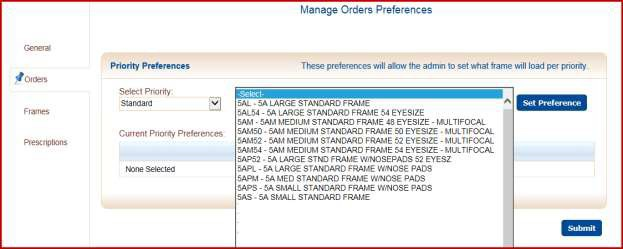 Manage Orders Preferences
General
Orders
Frames
Prescriptions
Priority Preferences
These preferences will allow the admin to set what frame will load per priority.
Select Priority:
Standard
-Select-
5AL - 5A LARGE STANDARD FRAME
5AL54 - 5A LARGE STANDARD FRAME 54 EYESIZE
5AM - 5AM MEDIUM STANDARD FRAME 48 EYESIZE - MULTIFOCAL
5AM50 - 5AM MEDIUM STANDARD FRAME 50 EYESIZE - MULTIFOCAL
5AM52 - 5AM MEDIUM STANDARD FRAME 52 EYESIZE - MULTIFOCAL
5AM54 - 5AM MEDIUM STANDARD FRAME 54 EYESIZE - MULTIFOCAL
5AP52 - 5A LARGE STND FRAME W/NOSEPADS 52 EYESZ
5APL - 5A LARGE STANDARD FRAME W/NOSE PADS
5APM - 5A MED STANDARD FRAME W/NOSE PADS
5APS - 5A SMALL STANDARD FRAME W/NOSE PADS
5AS - 5A SMALL STANDARD FRAME
Set Preference
Current Priority Preferences:
None Selected
Submit